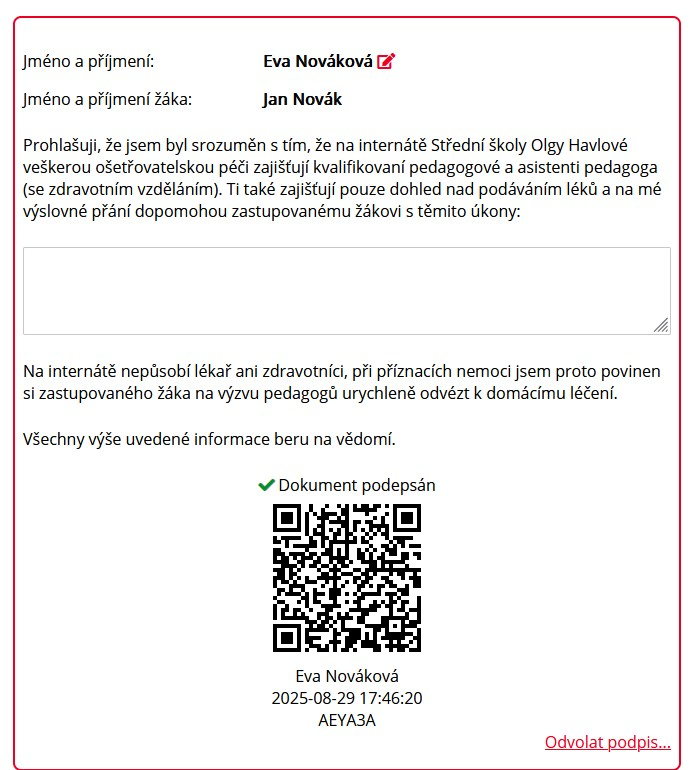 Jméno a příjmení: Eva Nováková
Jméno a příjmení žáka: Jan Novák
Prohlašuji, že jsem byl srozuměn s tím, že na internátě Střední školy Olgy Havlové
veškerou ošetřovatelskou péči zajišťují kvalifikovaní pedagogové a asistenti pedagoga
(se zdravotním vzděláním). Ti také zajišťují pouze dohled nad podáváním léků a na mé
výslovné přání dopomohou zastupovanému žákovi s těmito úkony:
Na internátě nepůsobí lékař ani zdravotníci, při příznacích nemoci jsem proto povinen
si zastupovaného žáka na výzvu pedagogů urychleně odvézt k domácímu léčení.
Všechny výše uvedené informace beru na vědomí.
Dokument podepsán
Eva Nováková
2025-08-29 17:46:20
AEYA3A
Odvolat podpis...